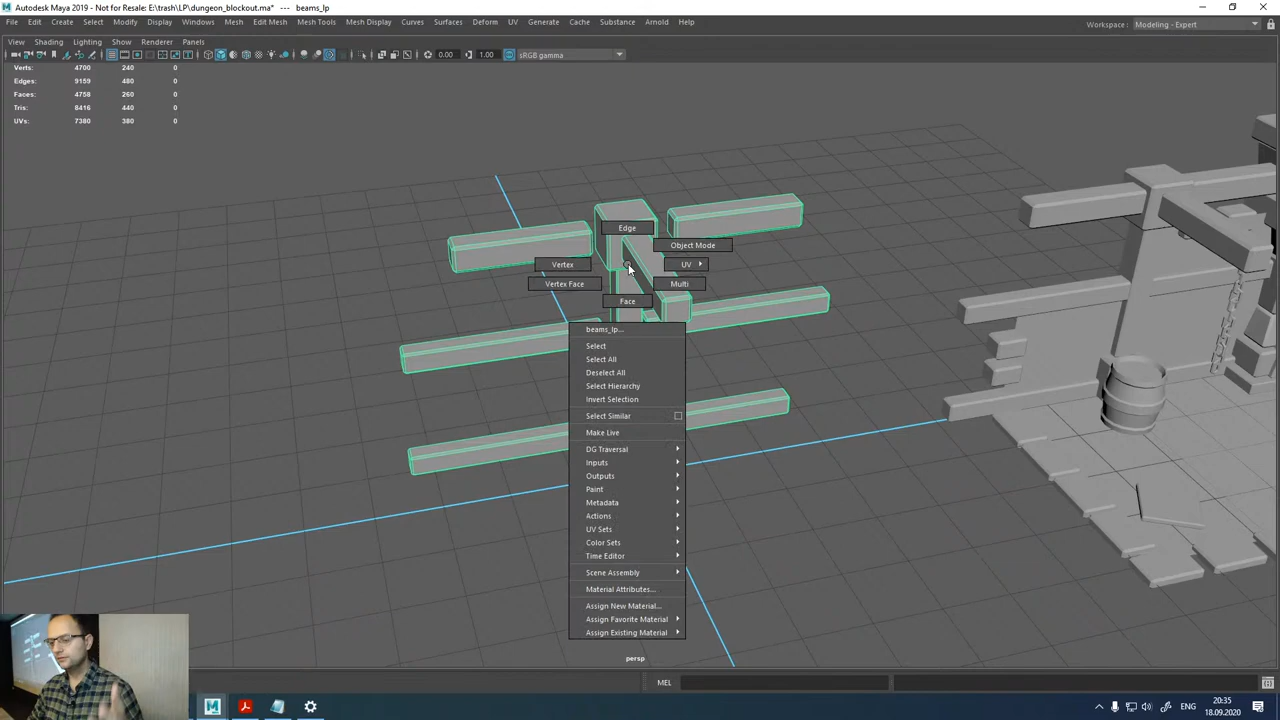 Autodesk Maya 2019 - Not for Resale: E:\trash\LP\dungeon_blockout.ma* --- beams_lp
File Edit Create Select Modify Display Windows Mesh Edit Mesh Mesh Tools Mesh Display Curves Surfaces Deform UV Generate Cache Substance Arnold Help
Workspace : Modeling - Expert
View Shading Lighting Show Renderer Panels
0.00 1.00 sRGB gamma
Verts: 4700 240 0
Edges: 9159 480 0
Faces: 4758 260 0
Tris: 8416 440 0
UVs: 7380 380 0
Edge
Object Mode
Vertex
UV
Vertex Face
Multi
Face
beams_lp...
Select
Select All
Deselect All
Select Hierarchy
Invert Selection
Select Similar
Make Live
DG Traversal
Inputs
Outputs
Paint
Metadata
Actions
UV Sets
Color Sets
Time Editor
Scene Assembly
Material Attributes...
Assign New Material...
Assign Favorite Material
Assign Existing Material
persp
MEL
ENG
20:35
18.09.2020